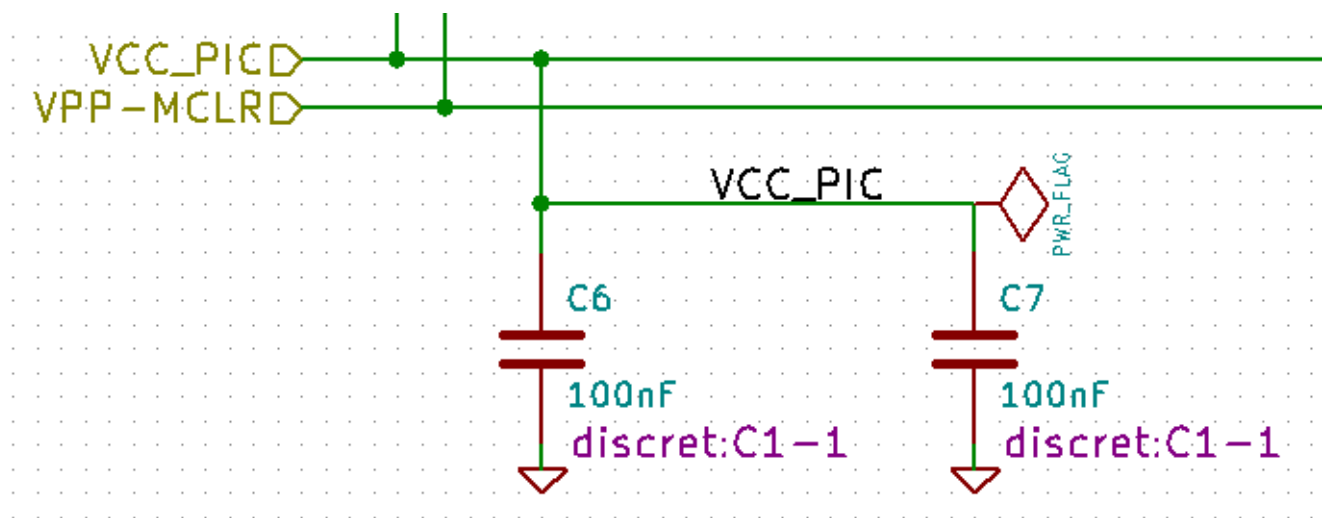 VCC_PIC
VPP-MCLR
VCC_PIC
PWR_FLAG
C6
C7
100nF
100nF
discret:C1-1
discret:C1-1